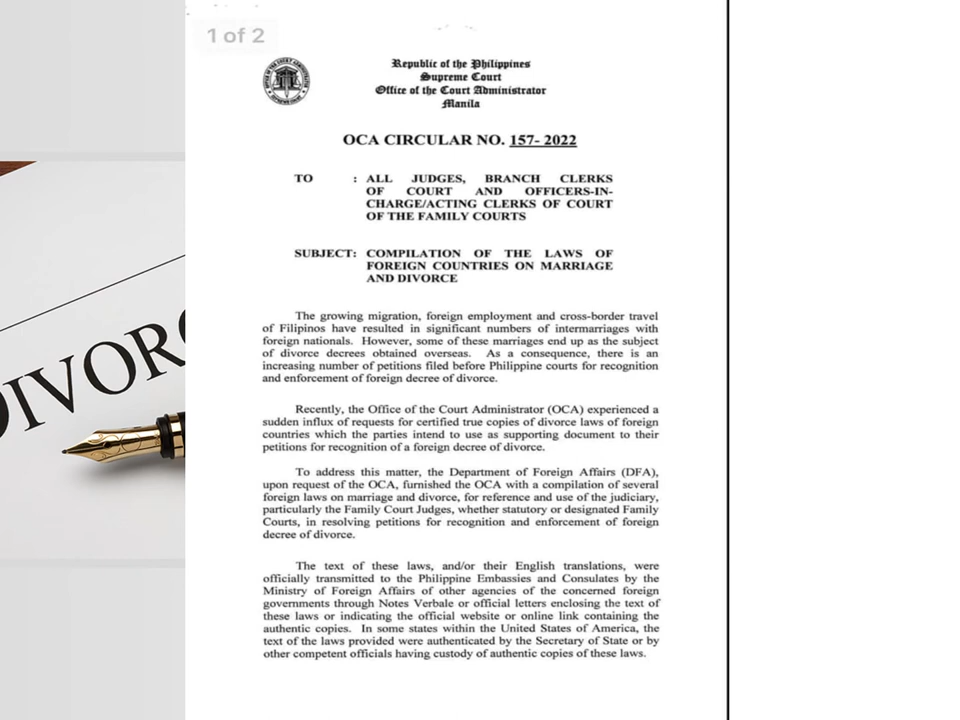 1 of 2
Republic of the Philippines
Supreme Court
Office of the Court Administrator
Manila
OCA CIRCULAR NO. 157- 2022
TO : ALL JUDGES, BRANCH CLERKS
OF COURT AND OFFICERS-IN-
CHARGE/ACTING CLERKS OF COURT
OF THE FAMILY COURTS
SUBJECT: COMPILATION OF THE LAWS OF
FOREIGN COUNTRIES ON MARRIAGE
AND DIVORCE
The growing migration, foreign employment and cross-border travel
of Filipinos have resulted in significant numbers of intermarriages with
foreign nationals. However, some of these marriages end up as the subject
of divorce decrees obtained overseas. As a consequence, there is an
increasing number of petitions filed before Philippine courts for recognition
and enforcement of foreign decree of divorce.
Recently, the Office of the Court Administrator (OCA) experienced a
sudden influx of requests for certified true copies of divorce laws of foreign
countries which the parties intend to use as supporting document to their
petitions for recognition of a foreign decree of divorce.
To address this matter, the Department of Foreign Affairs (DFA),
upon request of the OCA, furnished the OCA with a compilation of several
foreign laws on marriage and divorce, for reference and use of the judiciary,
particularly the Family Court Judges, whether statutory or designated Family
Courts, in resolving petitions for recognition and enforcement of foreign
decree of divorce.
The text of these laws, and/or their English translations, were
officially transmitted to the Philippine Embassies and Consulates by the
Ministry of Foreign Affairs of other agencies of the concerned foreign
governments through Notes Verbale or official letters enclosing the text of
these laws or indicating the official website or online link containing the
authentic copies. In some states within the United States of America, the
text of the laws provided were authenticated by the Secretary of State or by
other competent officials having custody of authentic copies of these laws.
DIVORC